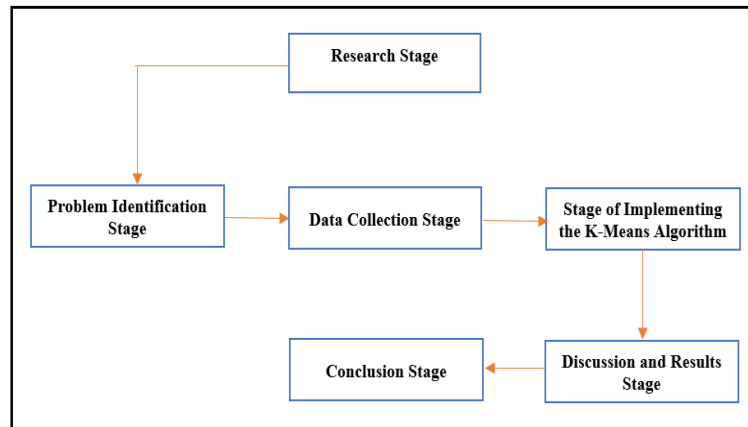 Research Stage
Problem Identification
Stage
Data Collection Stage
Stage of Implementing
the K-Means Algorithm
Discussion and Results
Stage
Conclusion Stage